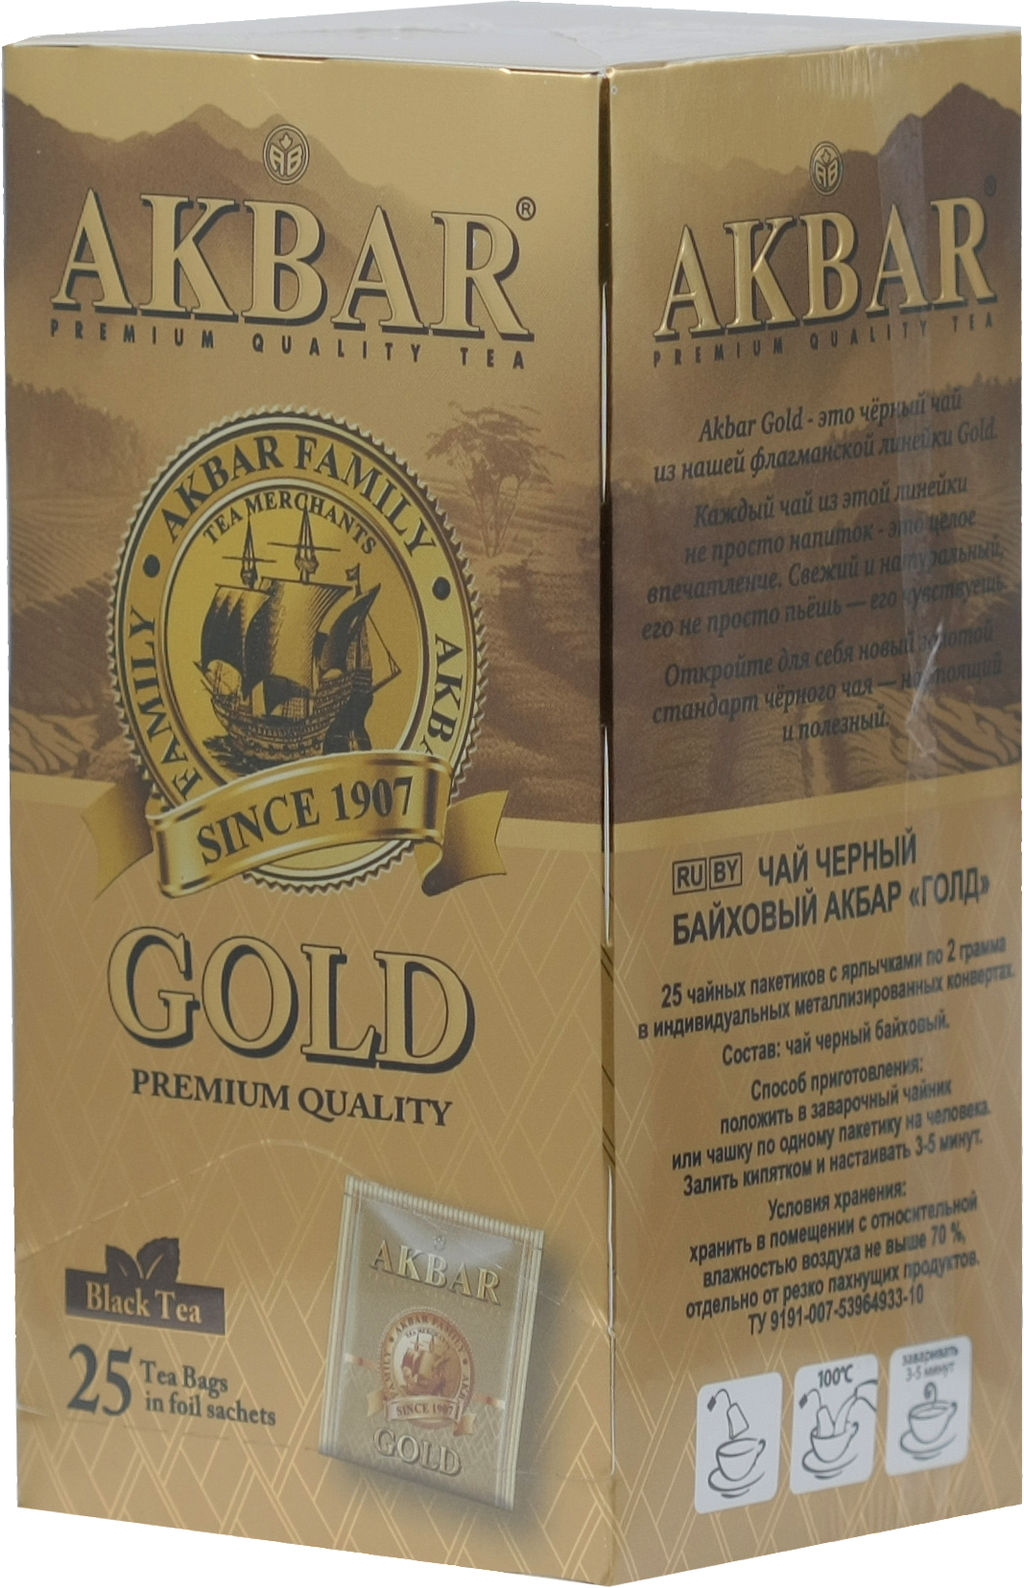 AKBAR®
PREMIUM QUALITY TEA
AKBAR FAMILY • AKBA
FAMILY •
TEA MERCHANTS
SINCE 1907
GOLD
PREMIUM QUALITY
Black Tea
25 Tea Bags
in foil sachets
AKBAR
AKBAR FAMILY • AKBAR
FAMILY •
TEA MERCHANTS
SINCE 1907
GOLD
AKBAR®
PREMIUM QUALITY TEA
Akbar Gold - это чёрный чай
из нашей флагманской линейки Gold.
Каждый чай из этой линейки
не просто напиток - это целое
впечатление. Свежий и натуральный,
его не просто пьёшь — его чувствуешь.
Откройте для себя новый золотой
стандарт чёрного чая — настоящий
и полезный.
RU BY ЧАЙ ЧЕРНЫЙ
БАЙХОВЫЙ АКБАР «ГОЛД»
25 чайных пакетиков с ярлычками по 2 грамма
в индивидуальных металлизированных конвертах.
Состав: чай черный байховый.
Способ приготовления:
положить в заварочный чайник
или чашку по одному пакетику на человека.
Залить кипятком и настаивать 3-5 минут.
Условия хранения:
хранить в помещении с относительной
влажностью воздуха не выше 70 %,
отдельно от резко пахнущих продуктов.
ТУ 9191-007-53964933-10
100°C
заваривать
3-5 минут